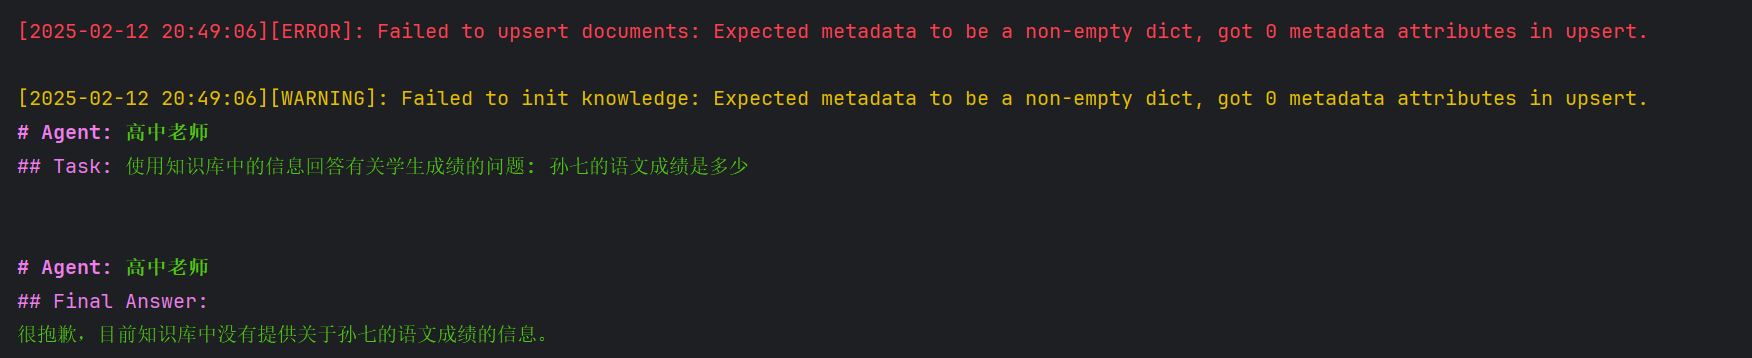 [2025-02-12 20:49:06][ERROR]: Failed to upsert documents: Expected metadata to be a non-empty dict, got 0 metadata attributes in upsert.
[2025-02-12 20:49:06][WARNING]: Failed to init knowledge: Expected metadata to be a non-empty dict, got 0 metadata attributes in upsert.
# Agent: 高中老师
## Task: 使用知识库中的信息回答有关学生成绩的问题: 孙七的语文成绩是多少
# Agent: 高中老师
## Final Answer:
很抱歉，目前知识库中没有提供关于孙七的语文成绩的信息。